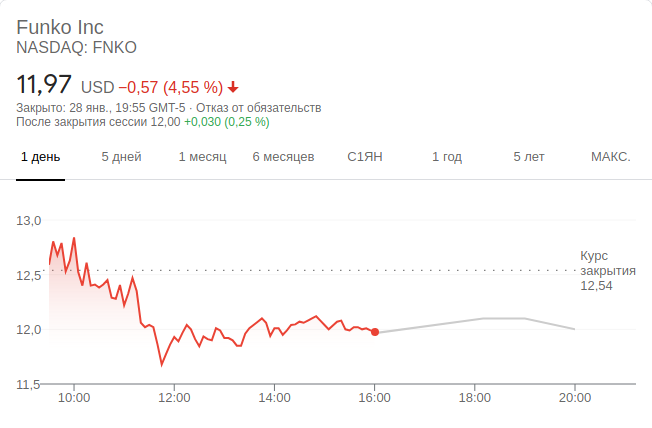 Funko Inc
NASDAQ: FNKO
11,97 USD −0,57 (4,55 %)
Закрыто: 28 янв., 19:55 GMT-5 · Отказ от обязательств
После закрытия сессии 12,00 +0,030 (0,25 %)
1 день 5 дней 1 месяц 6 месяцев С1ЯН 1 год 5 лет МАКС.
13,0
Курс
закрытия
12,54
12,5
12,0
11,5
10:00 12:00 14:00 16:00 18:00 20:00